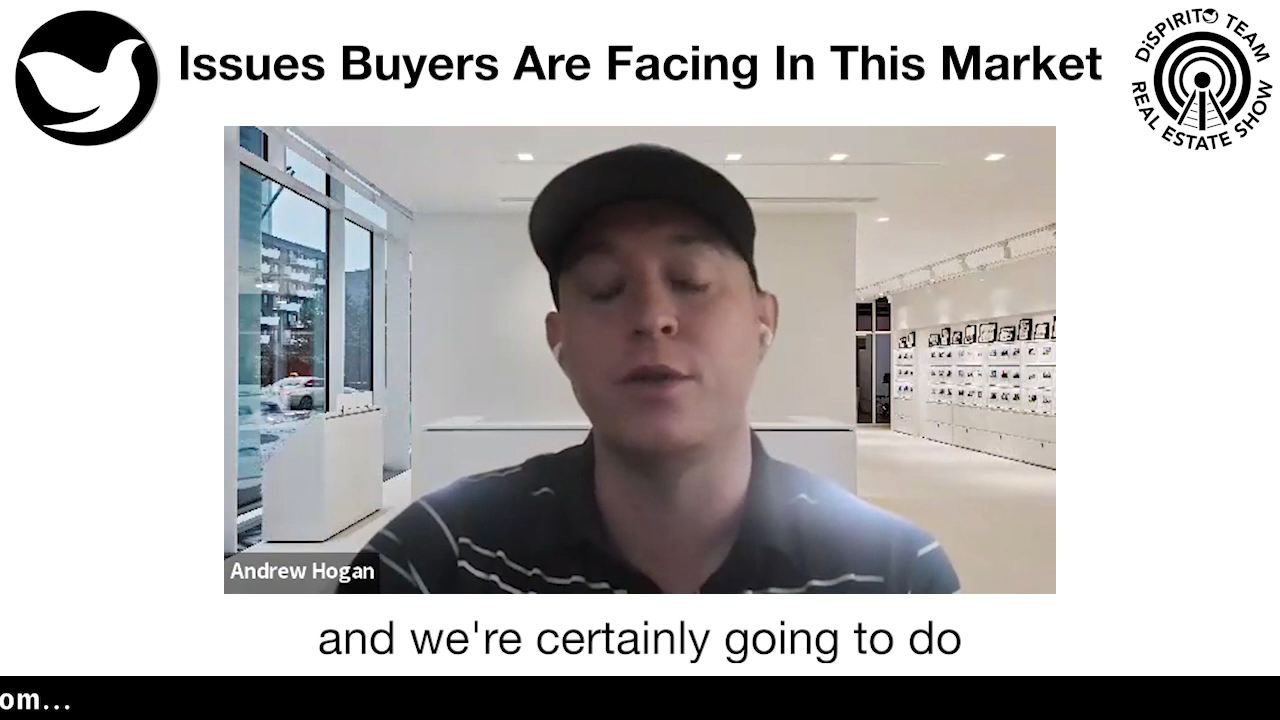 Issues Buyers Are Facing In This Market
DiSPIRITO TEAM
REAL ESTATE SHOW
Andrew Hogan
and we're certainly going to do
om...